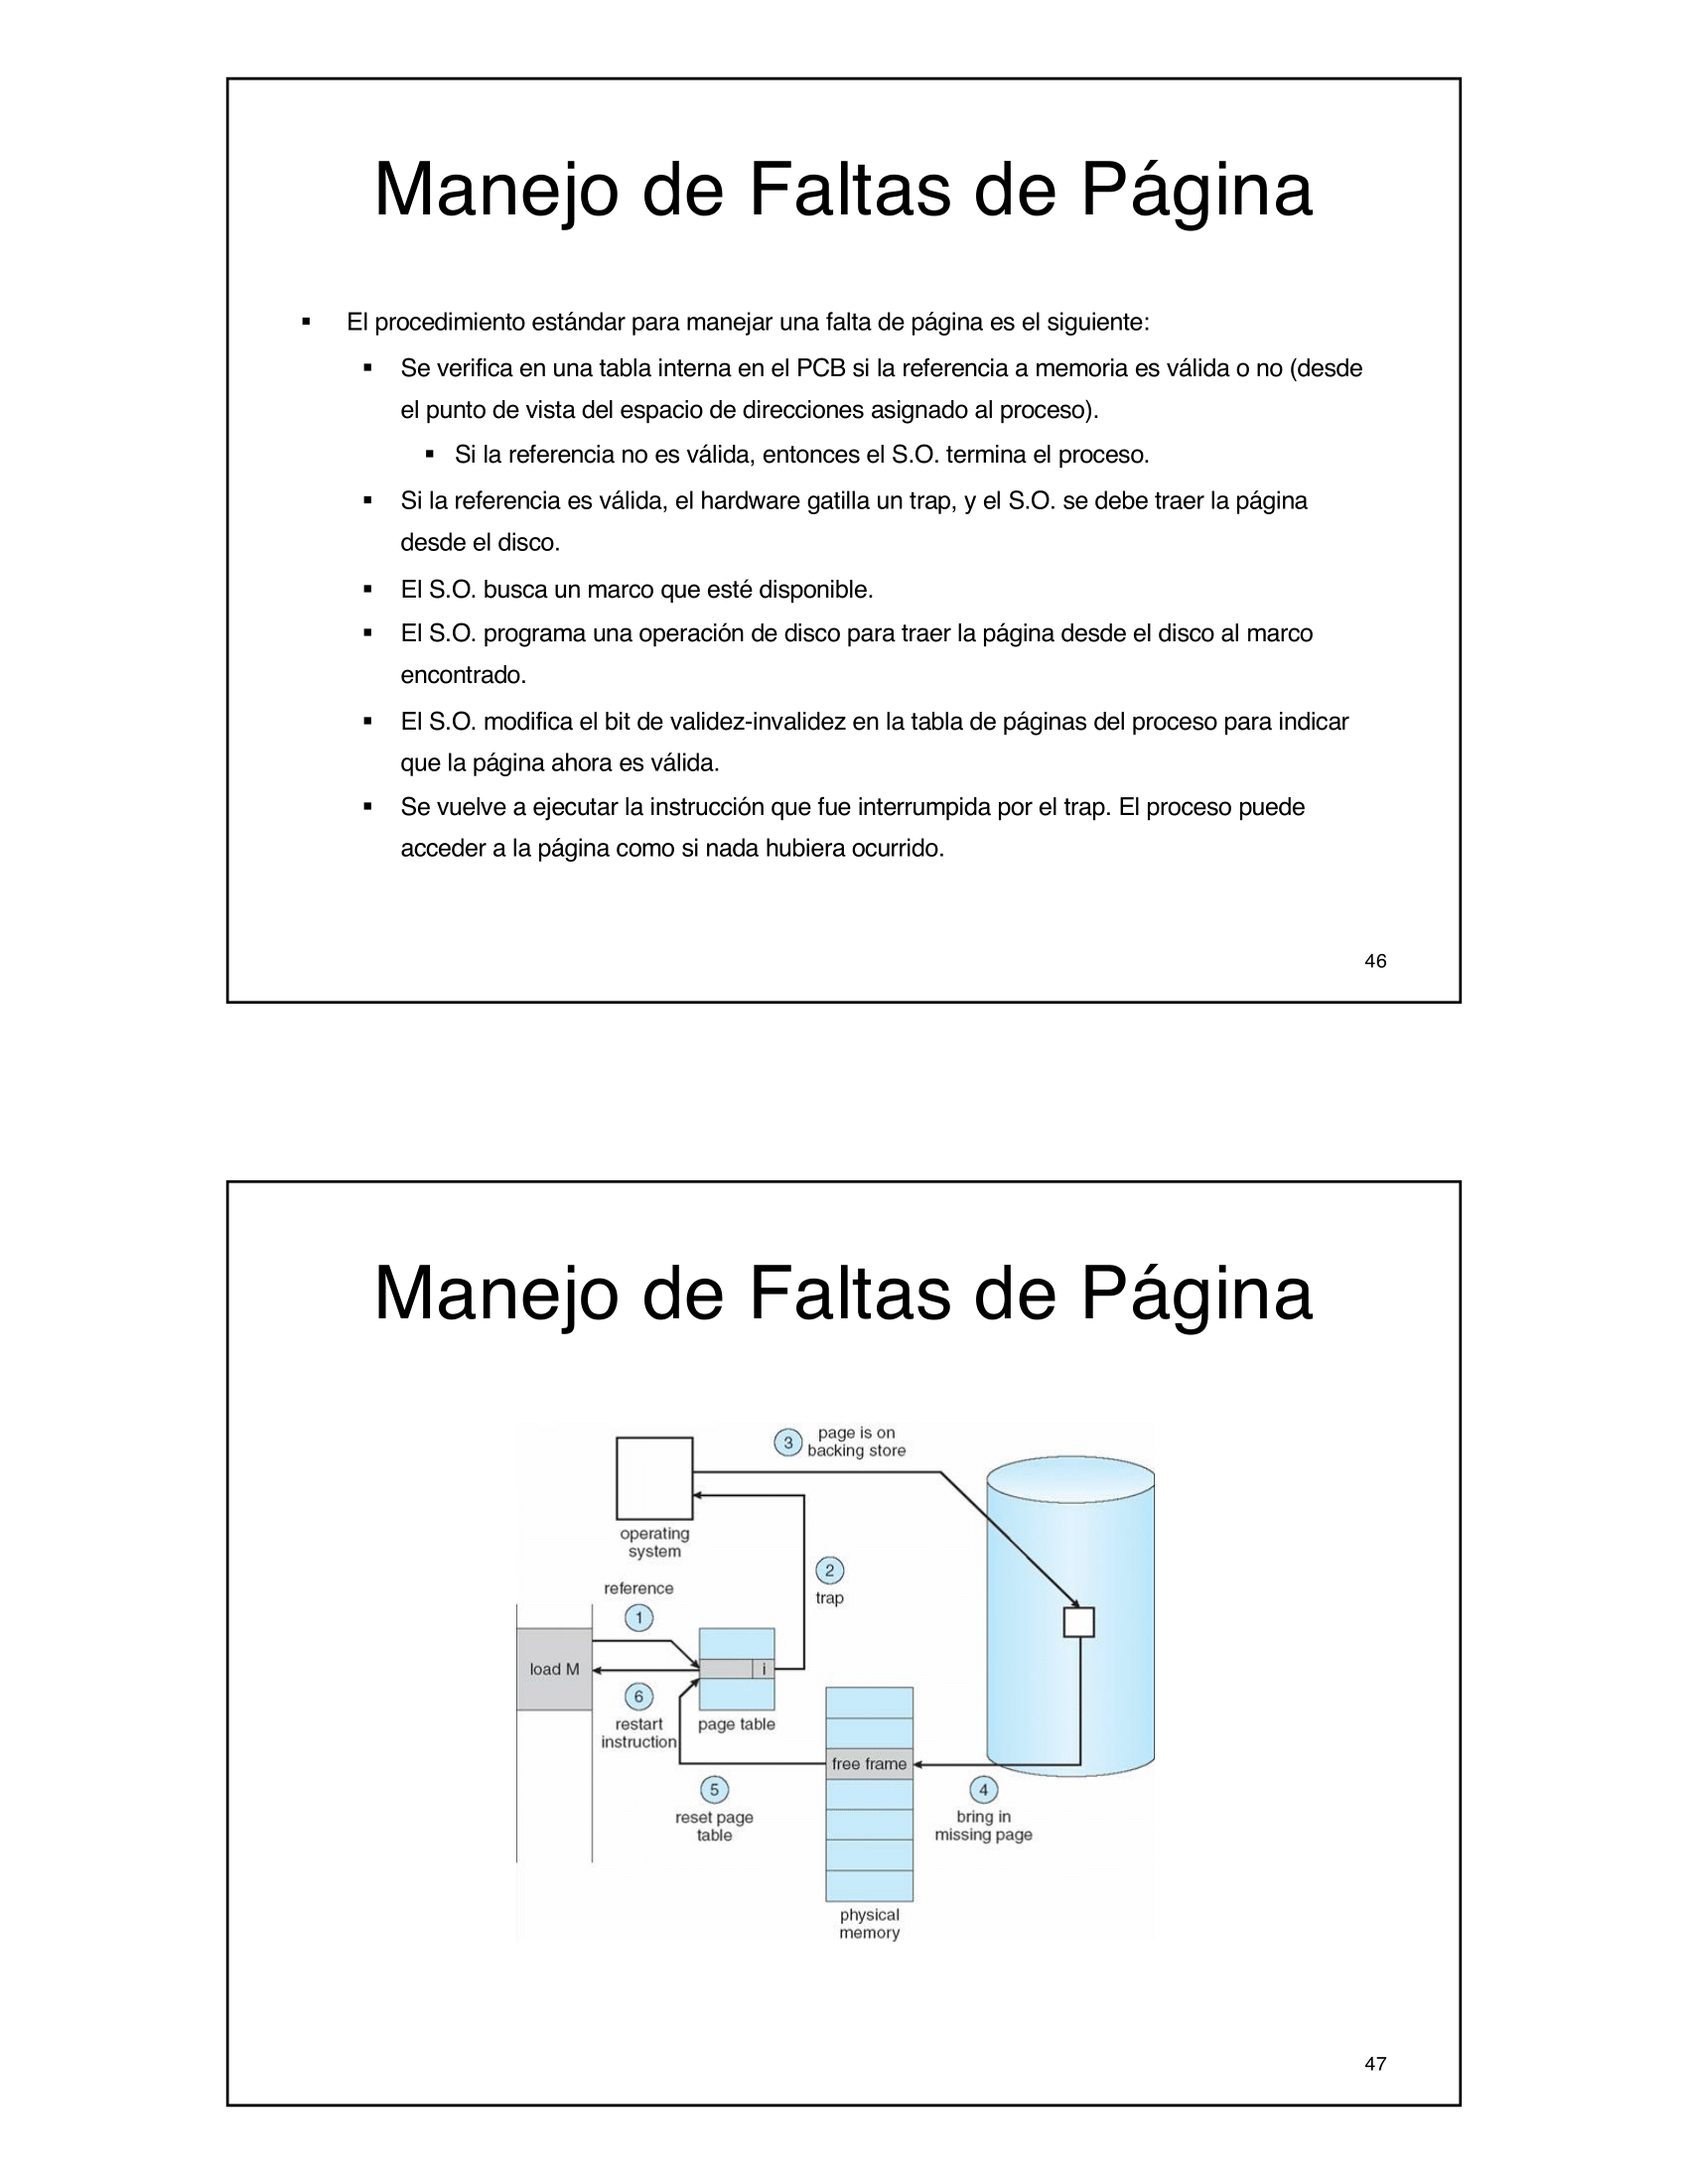 Manejo de Faltas de Página
▪ El procedimiento estándar para manejar una falta de página es el siguiente:
▪ Se verifica en una tabla interna en el PCB si la referencia a memoria es válida o no (desde
el punto de vista del espacio de direcciones asignado al proceso).
▪ Si la referencia no es válida, entonces el S.O. termina el proceso.
▪ Si la referencia es válida, el hardware gatilla un trap, y el S.O. se debe traer la página
desde el disco.
▪ El S.O. busca un marco que esté disponible.
▪ El S.O. programa una operación de disco para traer la página desde el disco al marco
encontrado.
▪ El S.O. modifica el bit de validez-invalidez en la tabla de páginas del proceso para indicar
que la página ahora es válida.
▪ Se vuelve a ejecutar la instrucción que fue interrumpida por el trap. El proceso puede
acceder a la página como si nada hubiera ocurrido.
46
Manejo de Faltas de Página
3
page is on
backing store
operating
system
2
trap
reference
1
load M
i
6
restart
instruction
page table
free frame
5
reset page
table
4
bring in
missing page
physical
memory
47